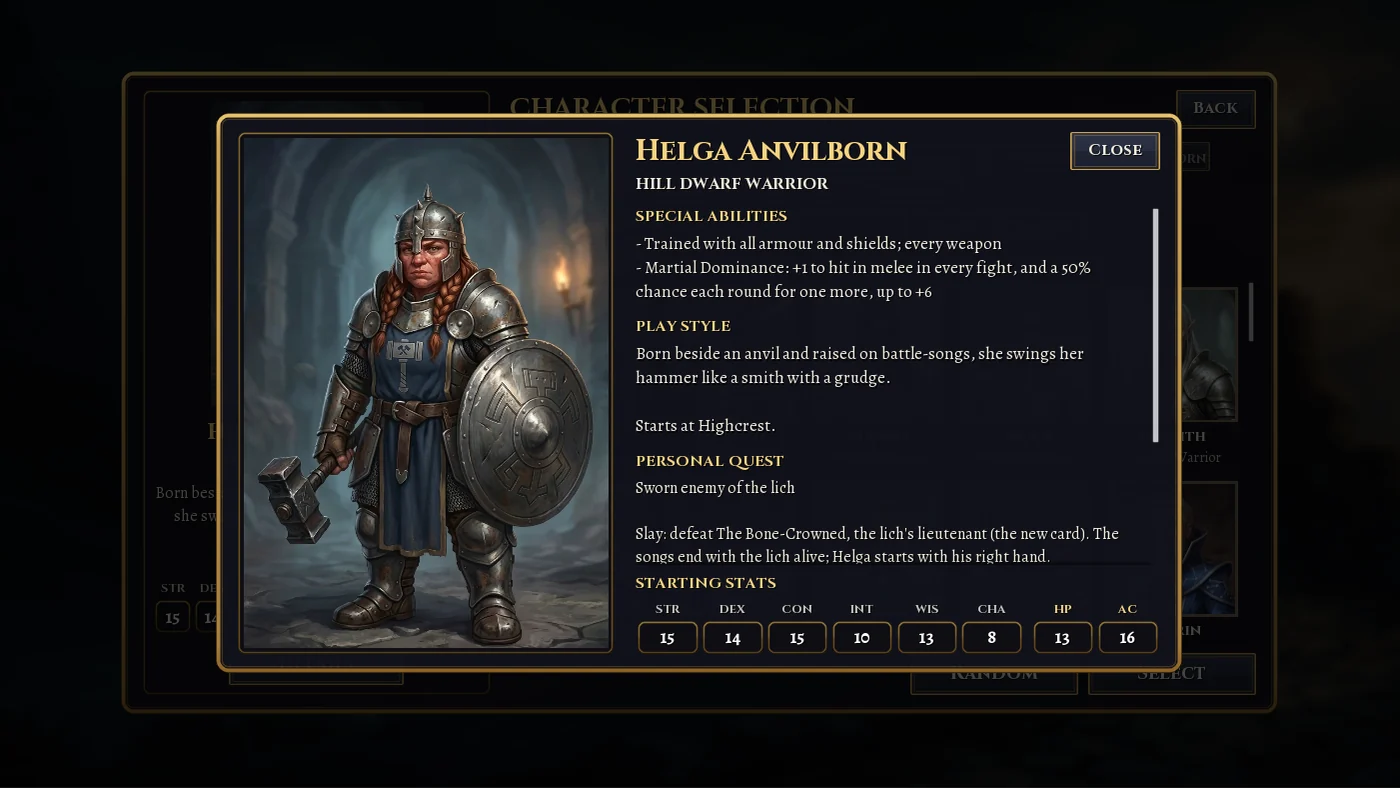 CHARACTER SELECTION
BACK
HELGA ANVILBORN
CLOSE
HILL DWARF WARRIOR
SPECIAL ABILITIES
- Trained with all armour and shields; every weapon
- Martial Dominance: +1 to hit in melee in every fight, and a 50%
chance each round for one more, up to +6
PLAY STYLE
Born beside an anvil and raised on battle-songs, she swings her
hammer like a smith with a grudge.
Starts at Highcrest.
PERSONAL QUEST
Sworn enemy of the lich
Slay: defeat The Bone-Crowned, the lich's lieutenant (the new card). The
songs end with the lich alive; Helga starts with his right hand.
STARTING STATS
STR DEX CON INT WIS CHA HP AC
15 14 15 10 13 8 13 16
Born bes
she sw
STR DE
15 14
Warrior
RANDOM
SELECT